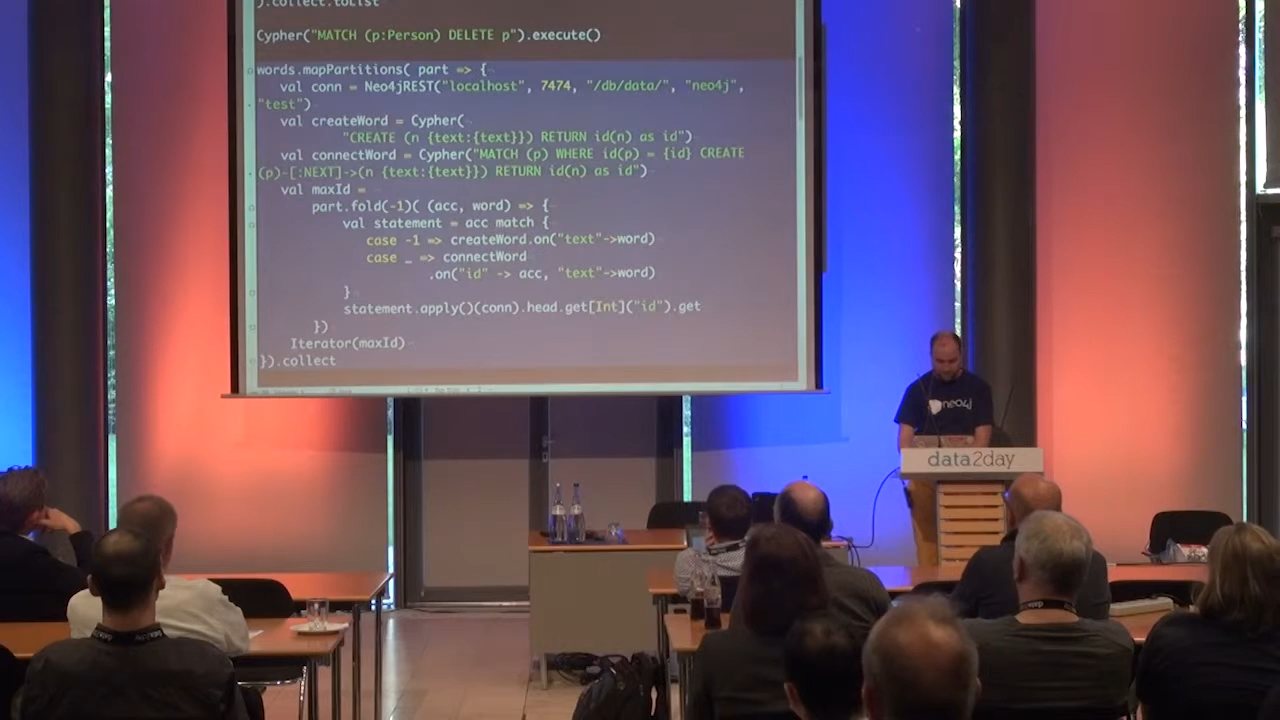 ).collect.toList
Cypher("MATCH (p:Person) DELETE p").execute()
words.mapPartitions( part => {
val conn = Neo4jREST("localhost", 7474, "/db/data/", "neo4j",
"test")
val createWord = Cypher(
"CREATE (n {text:{text}}) RETURN id(n) as id")
val connectWord = Cypher("MATCH (p) WHERE id(p) = {id} CREATE
(p)-[:NEXT]->(n {text:{text}}) RETURN id(n) as id")
val maxId =
part.fold(-1)( (acc, word) => {
val statement = acc match {
case -1 => createWord.on("text"->word)
case _ => connectWord
.on("id" -> acc, "text"->word)
}
statement.apply()(conn).head.get[Int]("id").get
})
Iterator(maxId)
}).collect
neo4j
data2day